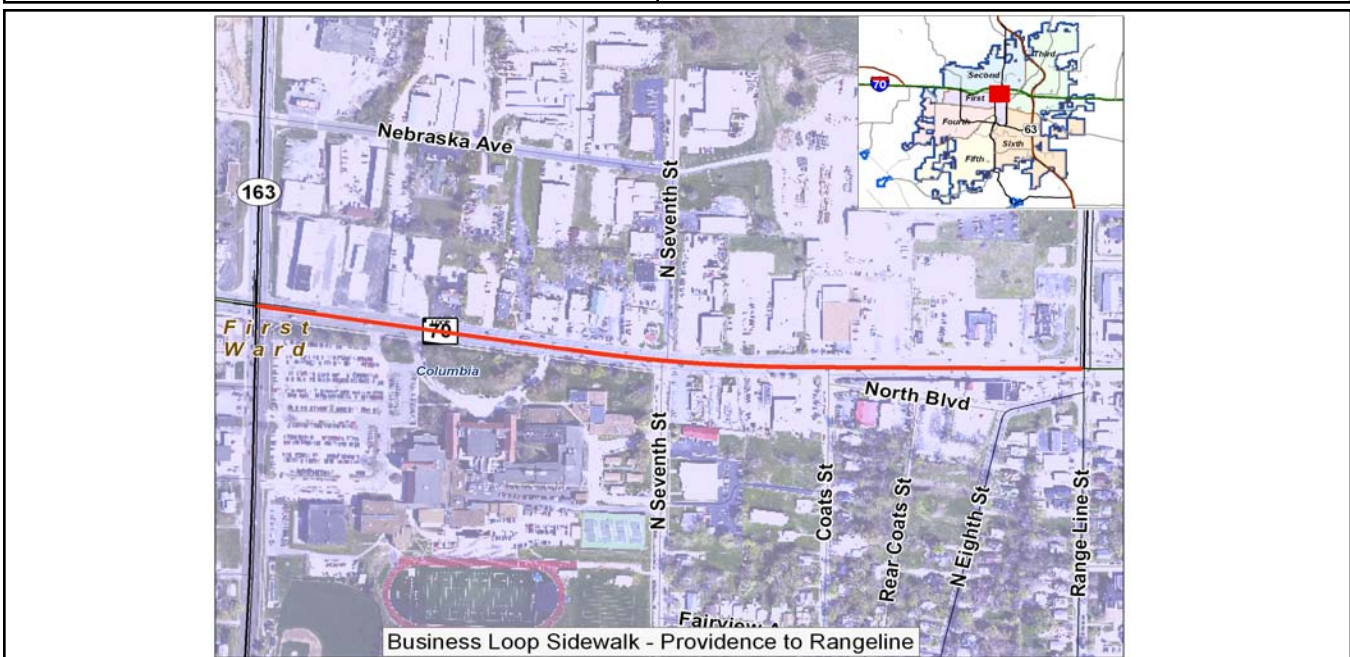 Third
Second
70
First
Fourth
63
Sixth
Fifth
Nebraska Ave
163
N Seventh St
First
Ward
70
Columbia
North Blvd
N Seventh St
Coats St
Rear Coats St
N Eighth St
Range Line St
Fairview
Business Loop Sidewalk - Providence to Rangeline